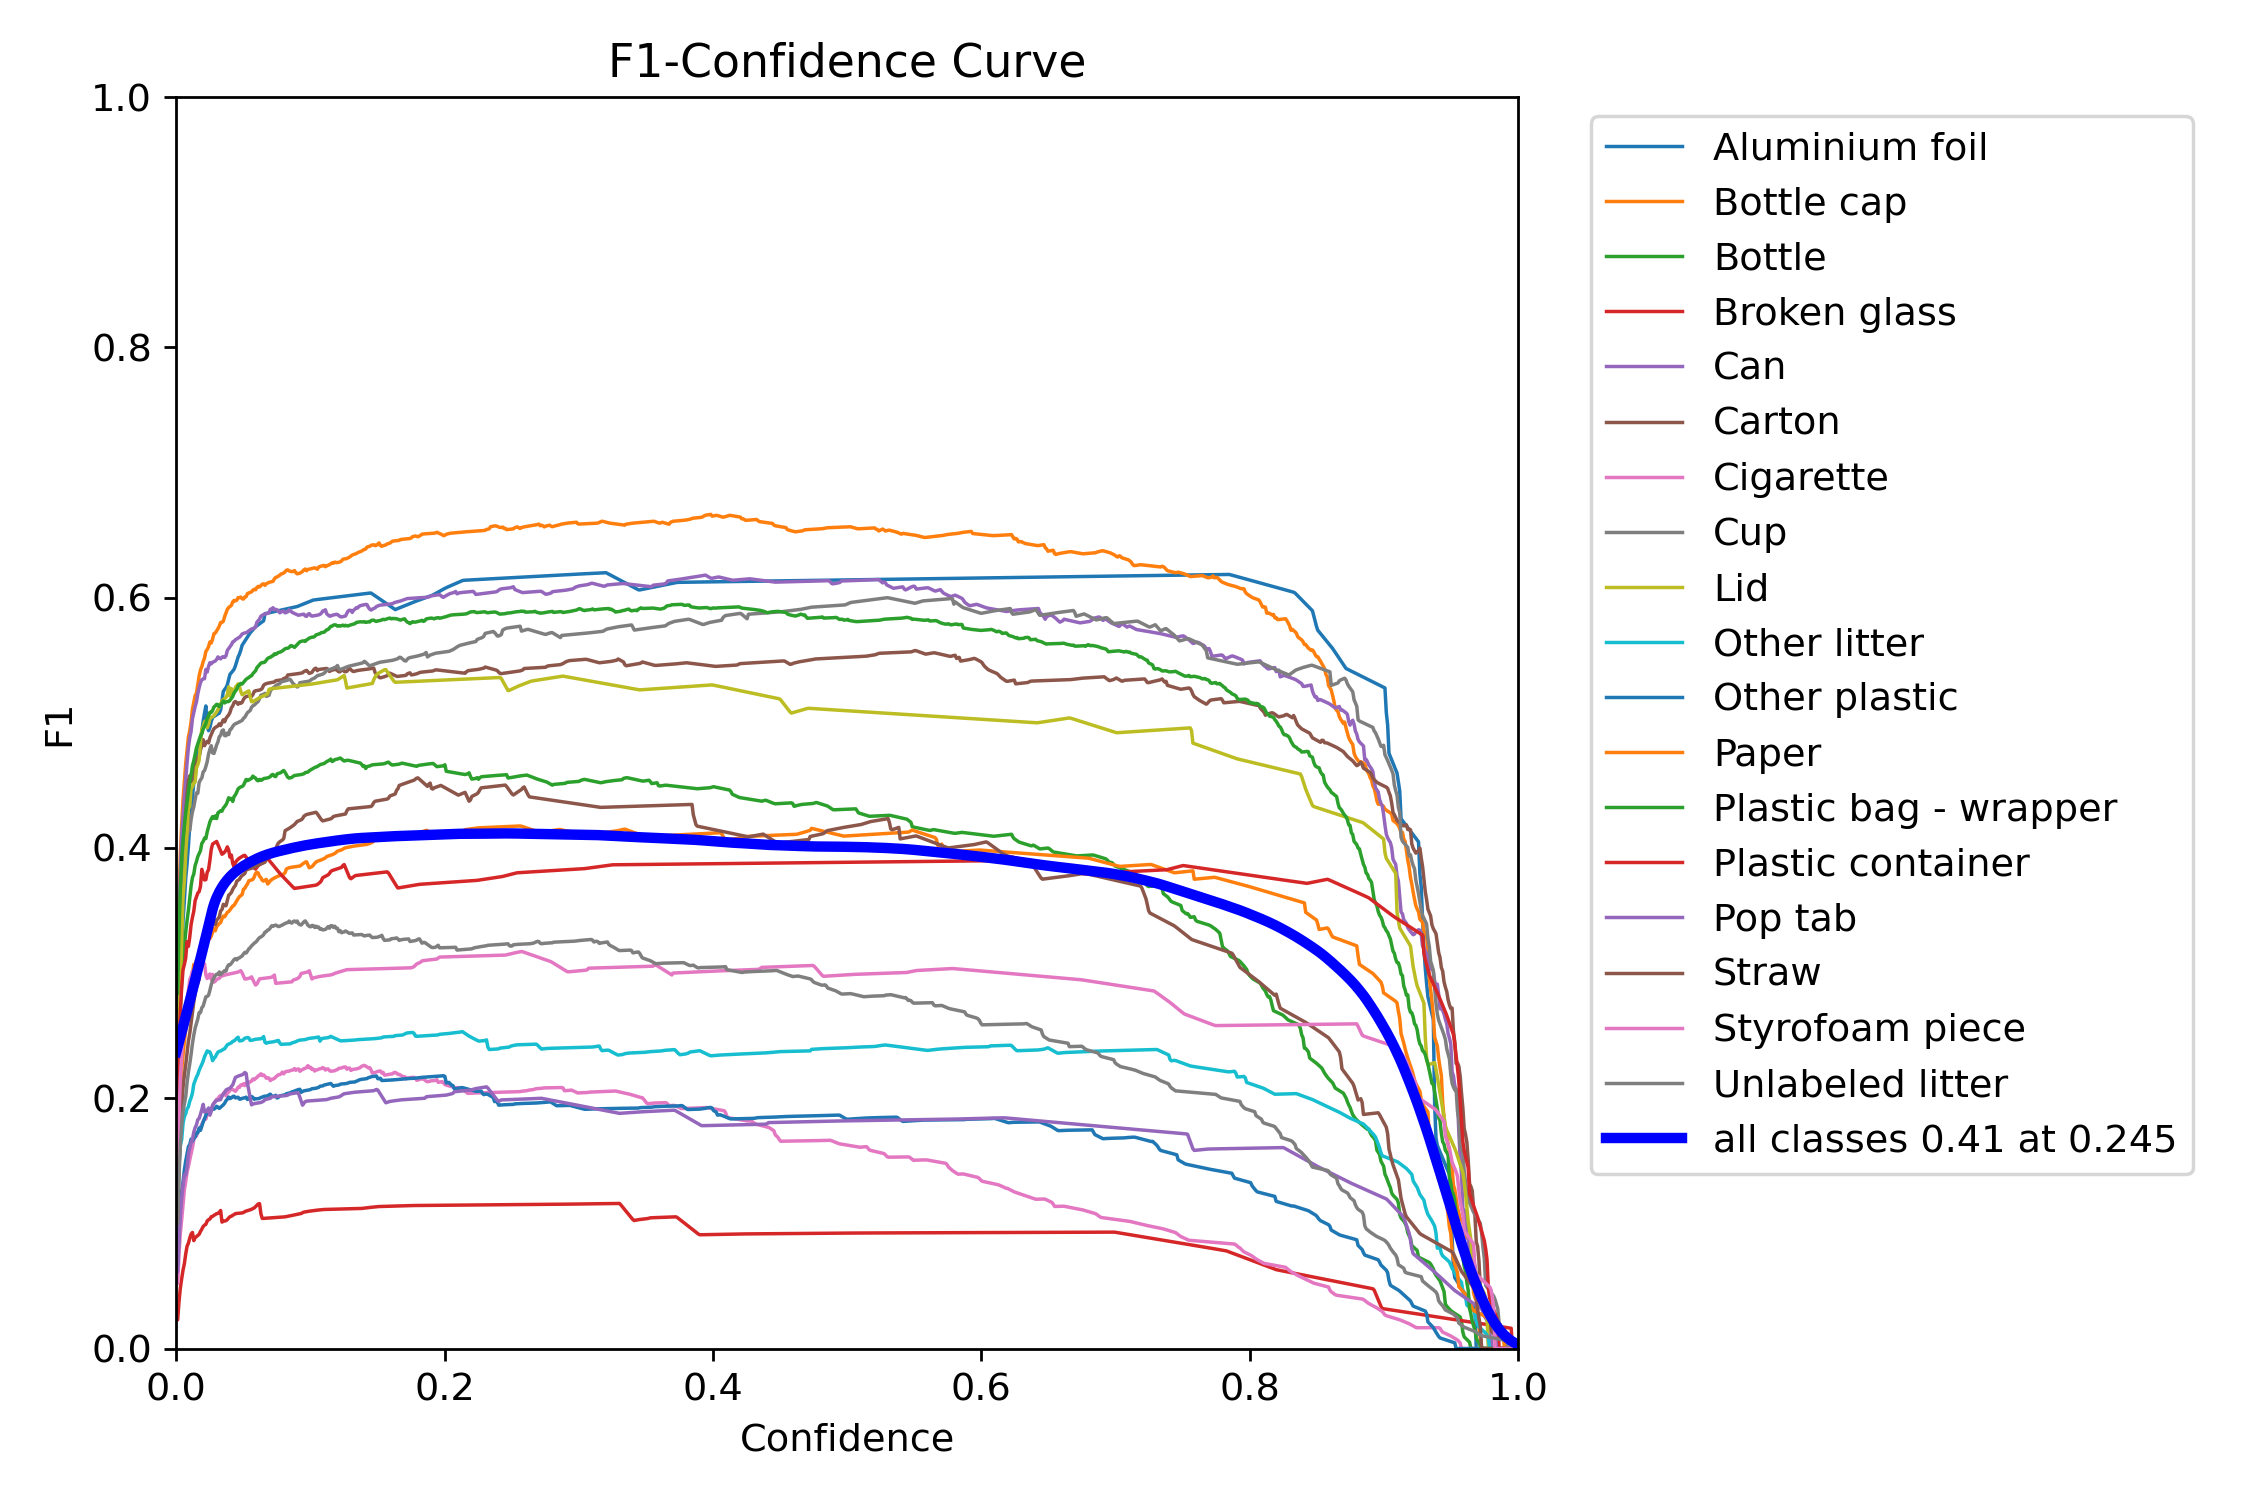 F1-Confidence Curve
1.0
0.8
0.6
0.4
0.2
0.0
F1
0.0 0.2 0.4 0.6 0.8 1.0
Confidence
Aluminium foil
Bottle cap
Bottle
Broken glass
Can
Carton
Cigarette
Cup
Lid
Other litter
Other plastic
Paper
Plastic bag - wrapper
Plastic container
Pop tab
Straw
Styrofoam piece
Unlabeled litter
all classes 0.41 at 0.245